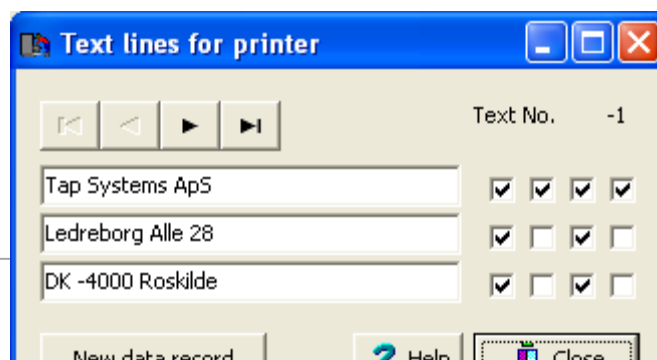 Text lines for printer
Text No. -1
Tap Systems ApS
Ledreborg Alle 28
DK -4000 Roskilde
New data record ? Help Close